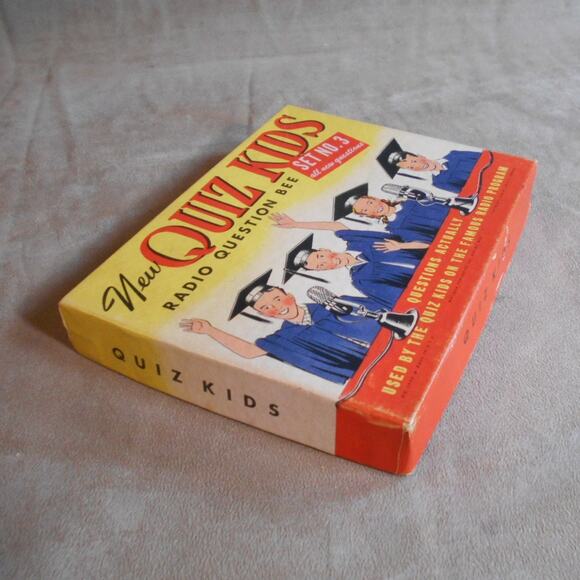 New
QUIZ KIDS
RADIO QUESTION BEE
SET NO. 3
all new questions
QUESTIONS ACTUALLY
USED BY THE QUIZ KIDS ON THE FAMOUS RADIO PROGRAM
QUIZ KIDS